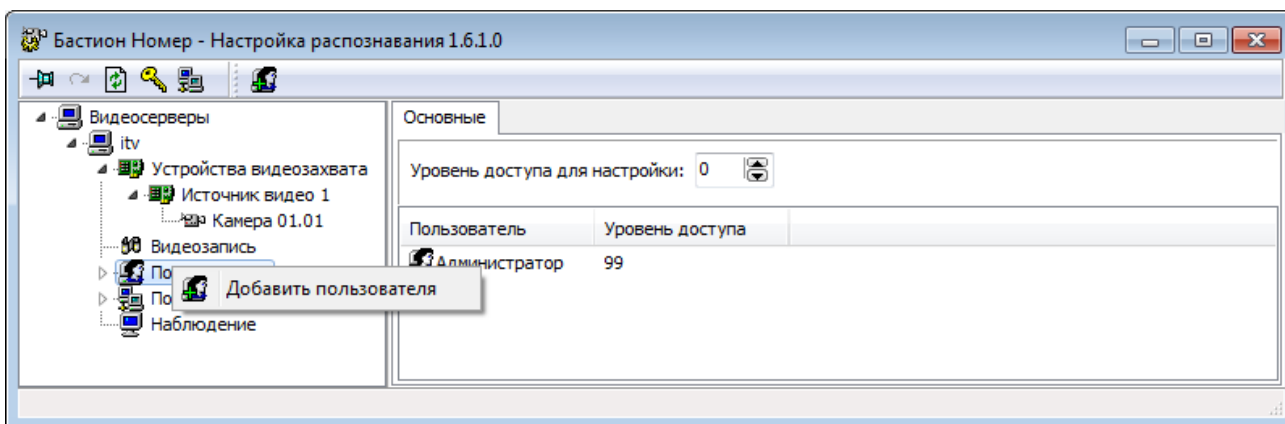 Бастион Номер - Настройка распознавания 1.6.1.0
Видеосерверы
itv
Устройства видеозахвата
Источник видео 1
Камера 01.01
Видеозапись
Добавить пользователя
Наблюдение
Основные
Уровень доступа для настройки: 0
Пользователь Уровень доступа
Администратор 99